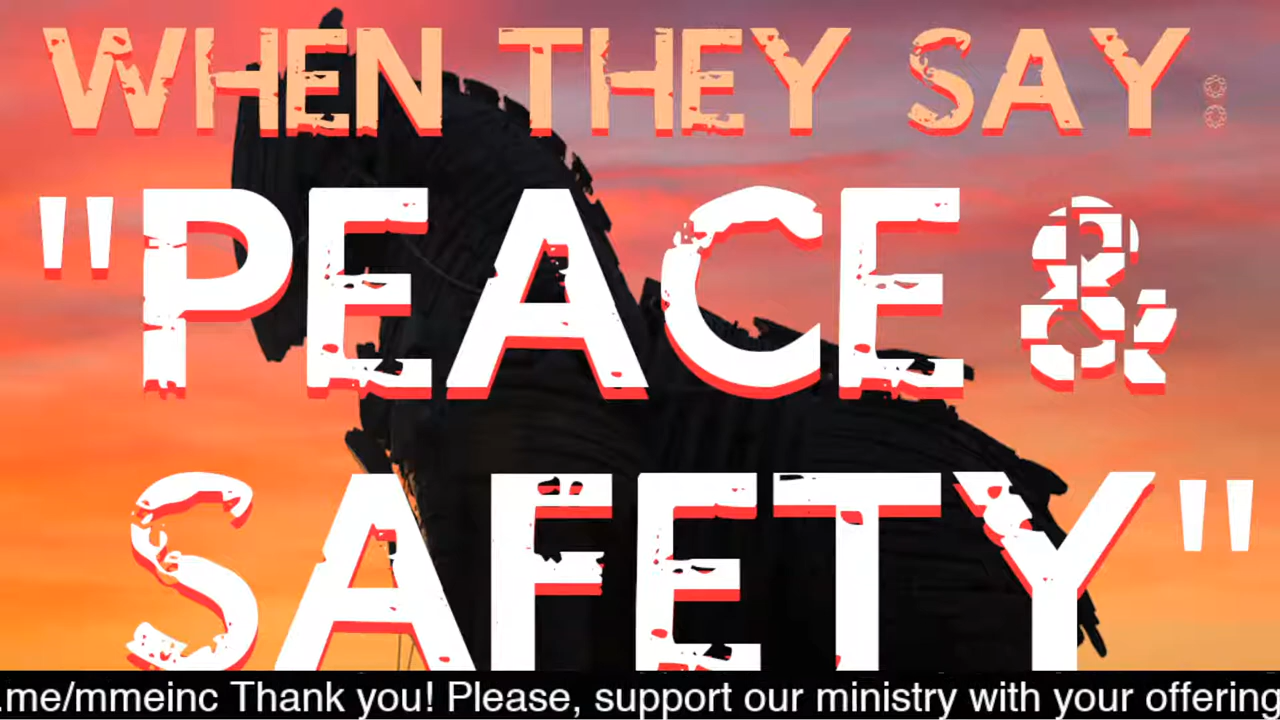 WHEN THEY SAY:
"PEACE &
SAFETY"
.me/mmeinc Thank you! Please, support our ministry with your offering